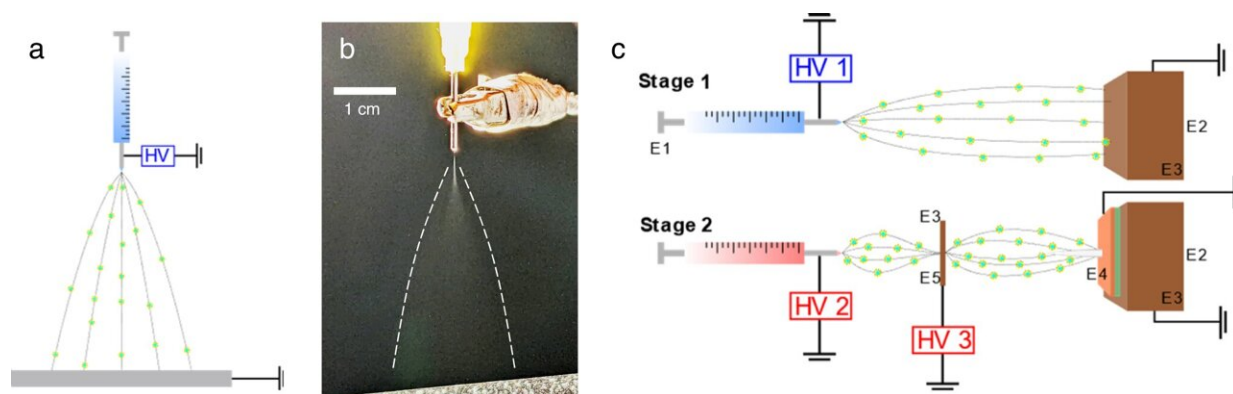 a
HV
b
1 cm
c
Stage 1
HV 1
E1
E2
E3
Stage 2
E3
E5
HV 2
HV 3
E4
E2
E3